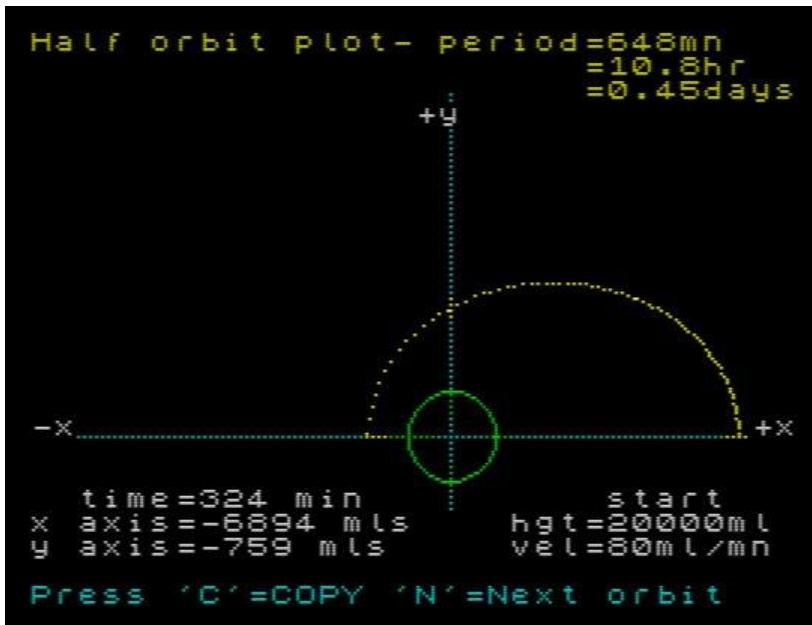 Half orbit plot- period=648mn
=10.8hr
=0.45days
+y
-x +x
time=324 min start
x axis=-6894 mls hgt=20000ml
y axis=-759 mls vel=80ml/mn
Press ´C´=COPY ´N´=Next orbit